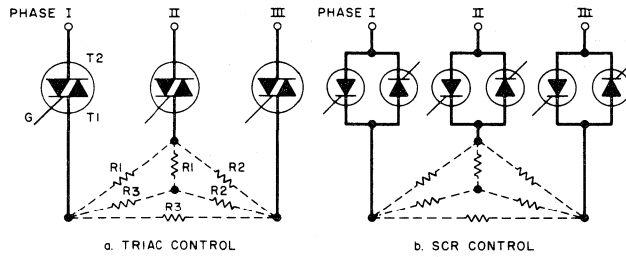 PHASE I II III
T2
G T1
R1 R1 R2
R3 R2
R3
a. TRIAC CONTROL
PHASE I II III
b. SCR CONTROL